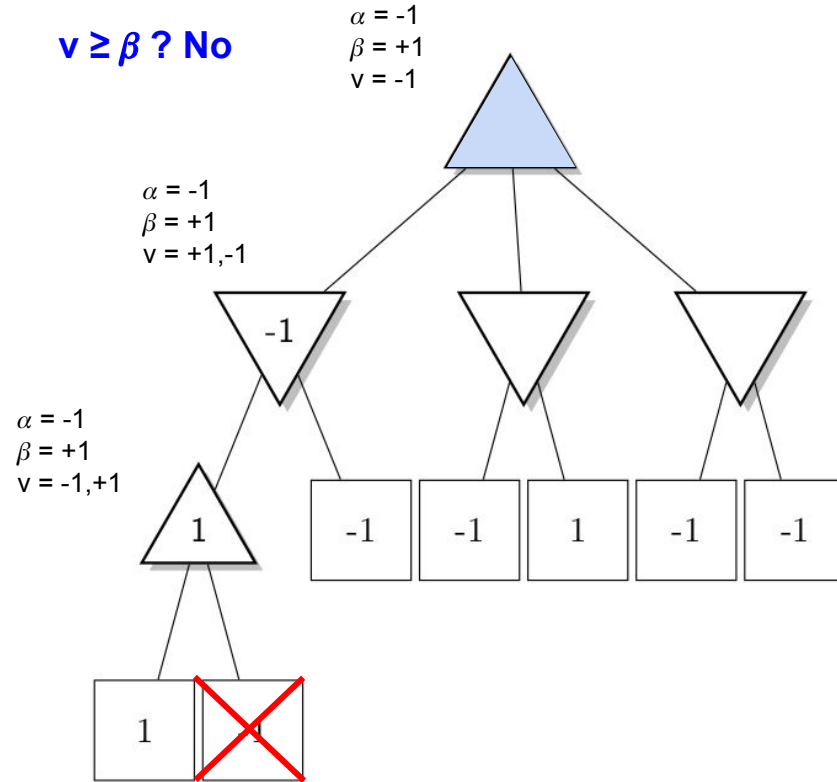 v ≥ β ? No
α = -1
β = +1
v = -1
α = -1
β = +1
v = +1,-1
-1
α = -1
β = +1
v = -1,+1
1
-1
-1
1
-1
-1
1